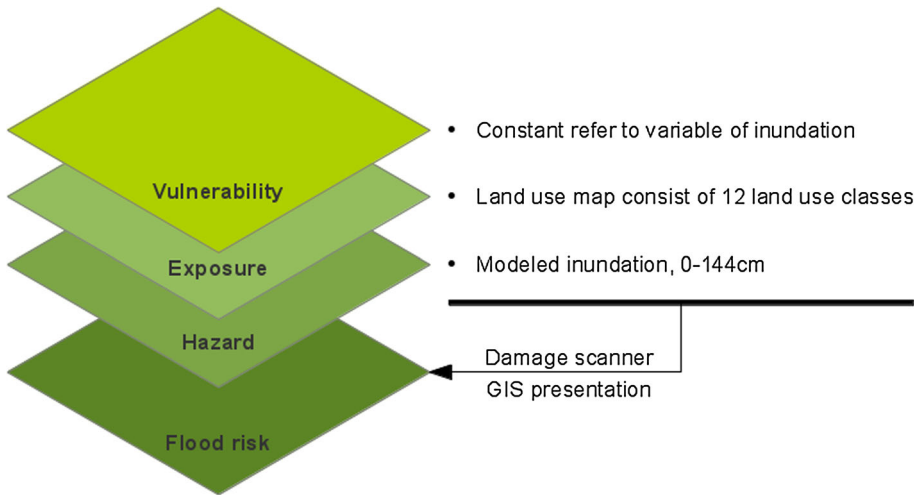 • Constant refer to variable of inundation
Vulnerability
• Land use map consist of 12 land use classes
Exposure
• Modeled inundation, 0-144cm
Hazard
Damage scanner
GIS presentation
Flood risk